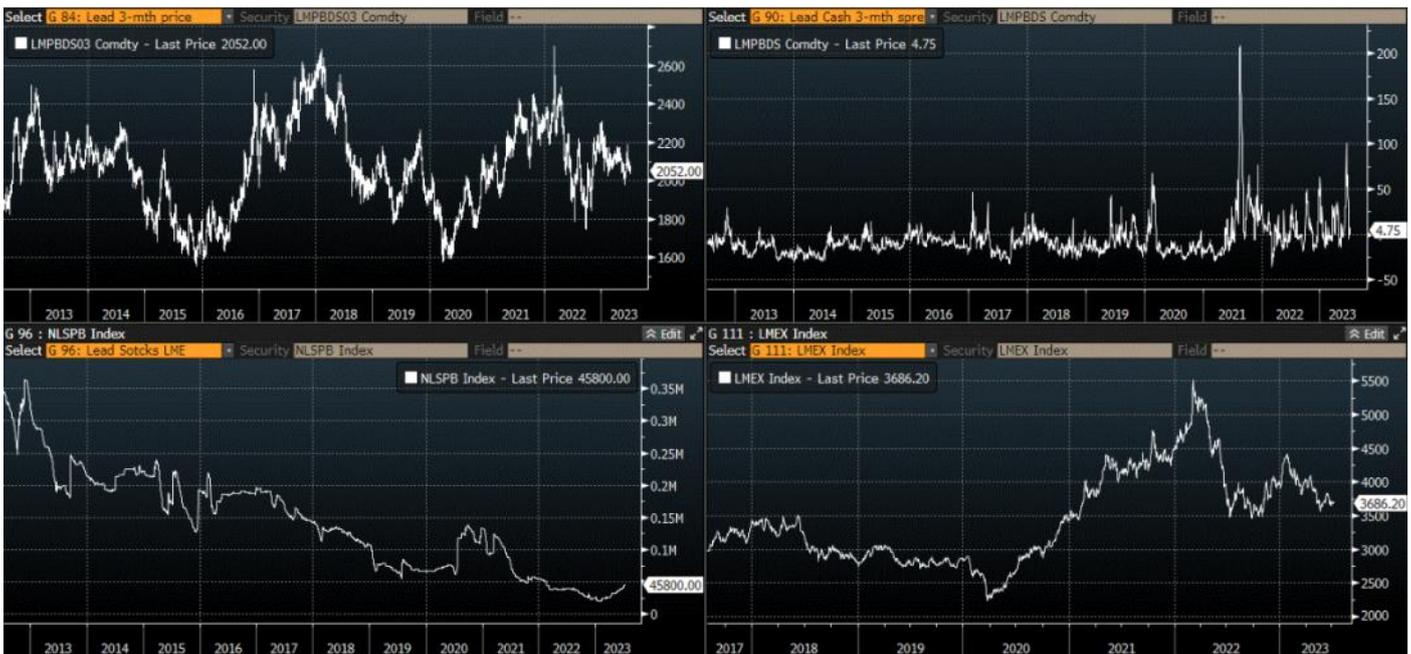 Select G 84: Lead 3-mth price Security LMPBDS03 Comdty Field --
LMPBDS03 Comdty - Last Price 2052.00
2600
2400
2200
2052.00
2000
1800
1600
2013 2014 2015 2016 2017 2018 2019 2020 2021 2022 2023
Select G 90: Lead Cash 3-mth spre Security LMPBDS Comdty Field --
LMPBDS Comdty - Last Price 4.75
200
150
100
50
4.75
-50
2013 2014 2015 2016 2017 2018 2019 2020 2021 2022 2023
G 96 : NLSPB Index Edit
Select G 96: Lead Sotcks LME Security NLSPB Index Field --
NLSPB Index - Last Price 45800.00
0.35M
0.3M
0.25M
0.2M
0.15M
0.1M
45800.00
0
2013 2014 2015 2016 2017 2018 2019 2020 2021 2022 2023
G 111 : LMEX Index Edit
Select G 111: LMEX Index Security LMEX Index Field --
LMEX Index - Last Price 3686.20
5500
5000
4500
4000
3686.20
3500
3000
2500
2000
2017 2018 2019 2020 2021 2022 2023